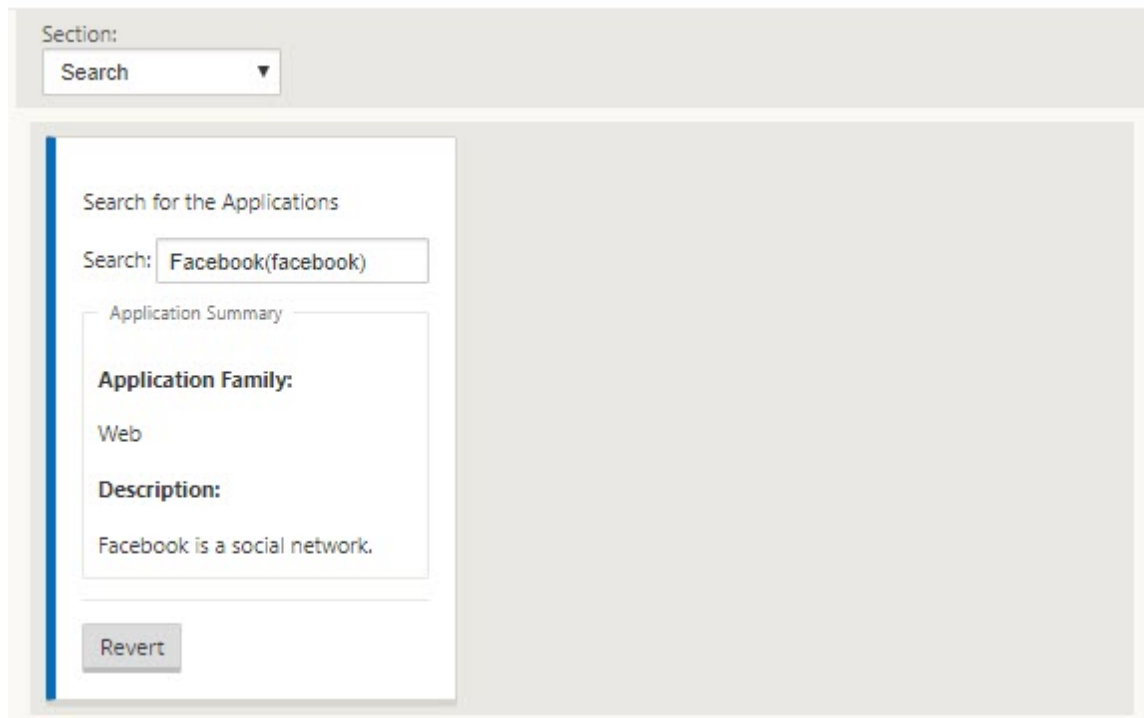 Section:
Search
Search for the Applications
Search: Facebook(facebook)
Application Summary
Application Family:
Web
Description:
Facebook is a social network.
Revert